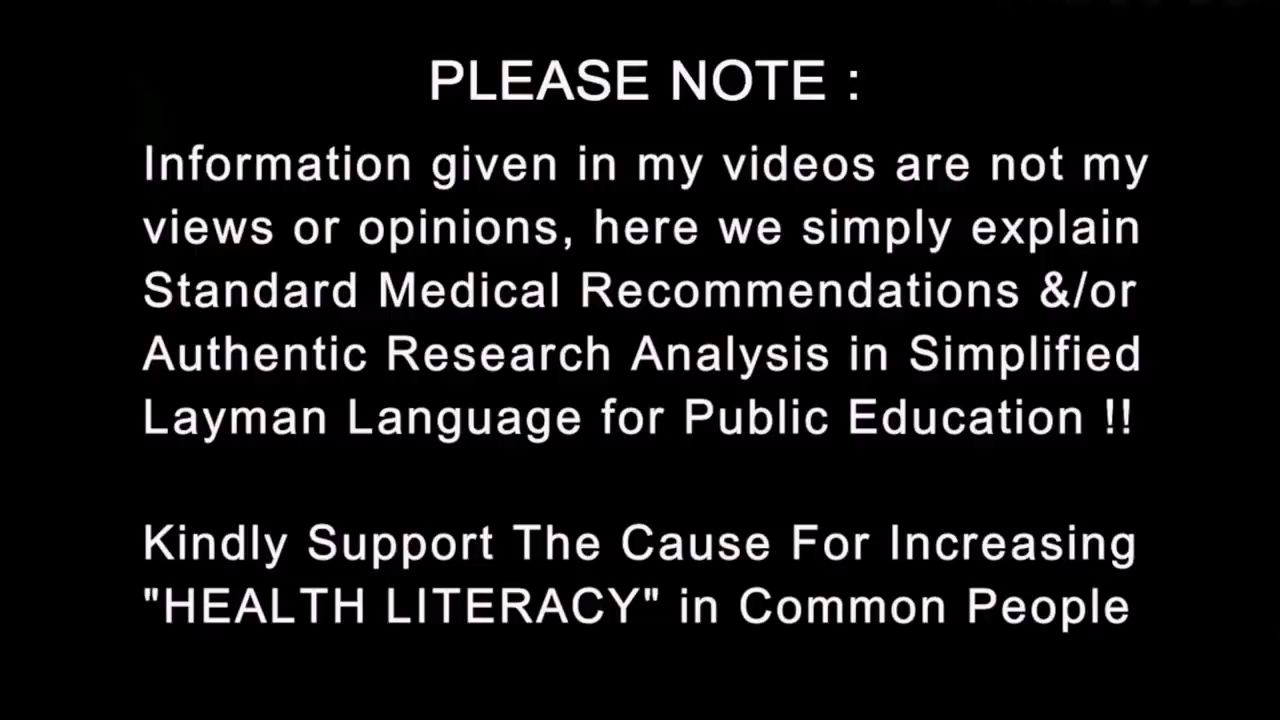 PLEASE NOTE :
Information given in my videos are not my
views or opinions, here we simply explain
Standard Medical Recommendations &/or
Authentic Research Analysis in Simplified
Layman Language for Public Education !!
Kindly Support The Cause For Increasing
"HEALTH LITERACY" in Common People